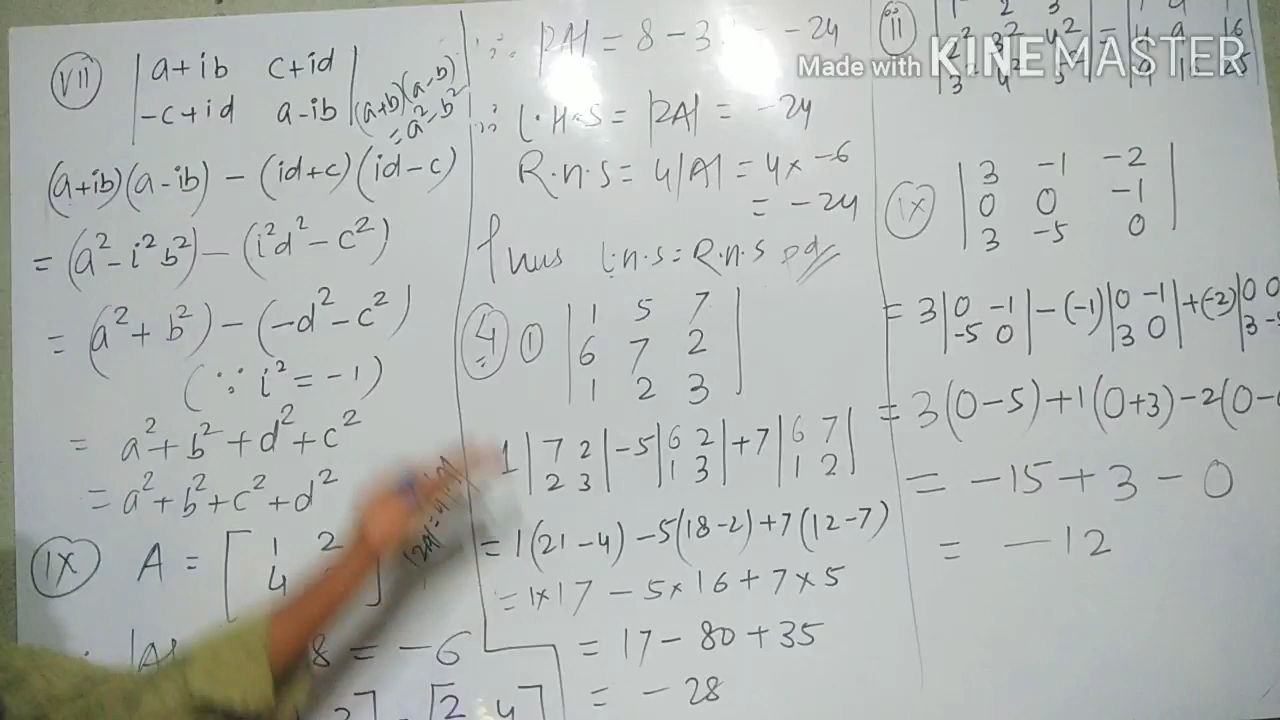 vii | a+ib c+id |
| -c+id a-ib |
(a+b)(a-b)
= a²-b²
(a+ib)(a-ib) - (id+c)(id-c)
= (a²-i²b²) - (i²d²-c²)
= (a²+b²) - (-d²-c²)
(∵ i² = -1)
= a²+b²+d²+c²
= a²+b²+c²+d²
ix A = [ 1 2
4
8 = -6
2 4
∴ |2A| = 8 - 3 - 24
∴ L.H.S = |2A| = -24
R.H.S = 4|A| = 4×-6
= -24
Thus L.H.S = R.H.S
4 ① | 1 5 7 |
| 6 7 2 |
| 1 2 3 |
1 | 7 2 | -5 | 6 2 | +7 | 6 7 |
| 2 3 | | 1 3 | | 1 2 |
= 1(21-4) -5(18-2) +7(12-7)
= 1×17 - 5×16 + 7×5
= 17 - 80 + 35
= -28
ii
Made with KINEMASTER
ix | 3 -1 -2 |
| 0 0 -1 |
| 3 -5 0 |
= 3 | 0 -1 | -(-1) | 0 -1 | +(-2) | 0 0
| -5 0 | | 3 0 | | 3
= 3(0-5)+1(0+3)-2(0-
= -15+3-0
= -12